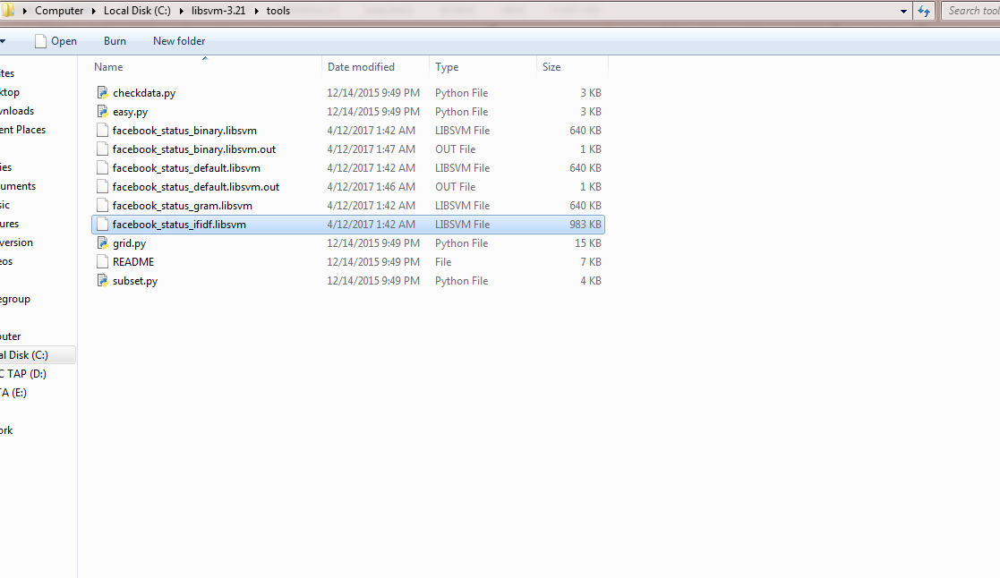 Computer Local Disk (C:) libsvm-3.21 tools Search tool
Open Burn New folder
Name Date modified Type Size
checkdata.py 12/14/2015 9:49 PM Python File 3 KB
easy.py 12/14/2015 9:49 PM Python File 3 KB
facebook_status_binary.libsvm 4/12/2017 1:42 AM LIBSVM File 640 KB
facebook_status_binary.libsvm.out 4/12/2017 1:47 AM OUT File 1 KB
facebook_status_default.libsvm 4/12/2017 1:42 AM LIBSVM File 640 KB
facebook_status_default.libsvm.out 4/12/2017 1:46 AM OUT File 1 KB
facebook_status_gram.libsvm 4/12/2017 1:42 AM LIBSVM File 640 KB
facebook_status_ifidf.libsvm 4/12/2017 1:42 AM LIBSVM File 983 KB
grid.py 12/14/2015 9:49 PM Python File 15 KB
README 12/14/2015 9:49 PM File 7 KB
subset.py 12/14/2015 9:49 PM Python File 4 KB
ites
ktop
wnloads
ent Places
ies
uments
sic
ures
version
eos
egroup
outer
al Disk (C:)
C TAP (D:)
TA (E:)
ork